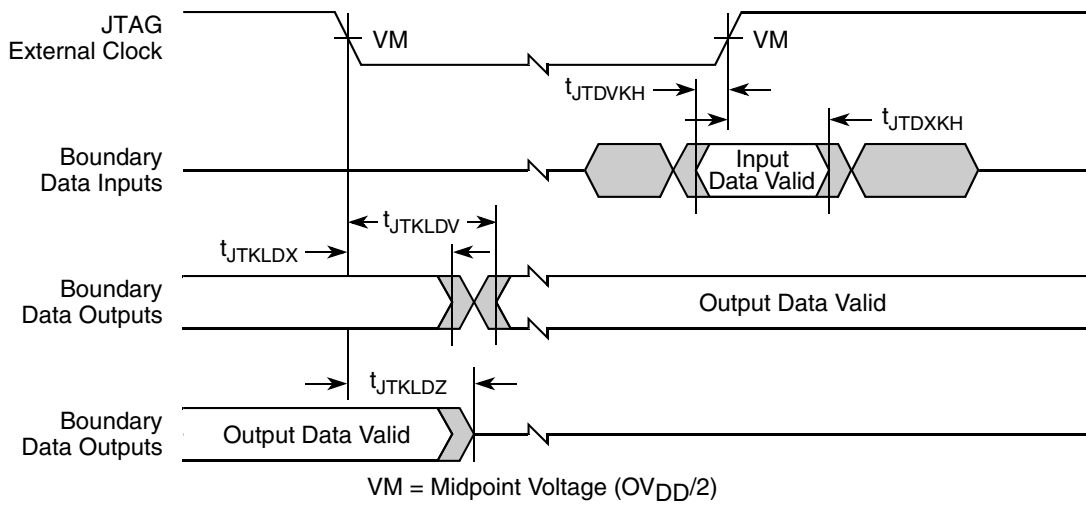 JTAG
External Clock
VM
VM
tJTDVKH
tJTDXKH
Boundary
Data Inputs
Input
Data Valid
tJTKLDV
tJTKLDX
Boundary
Data Outputs
Output Data Valid
tJTKLDZ
Boundary
Data Outputs
Output Data Valid
VM = Midpoint Voltage (OVDD/2)